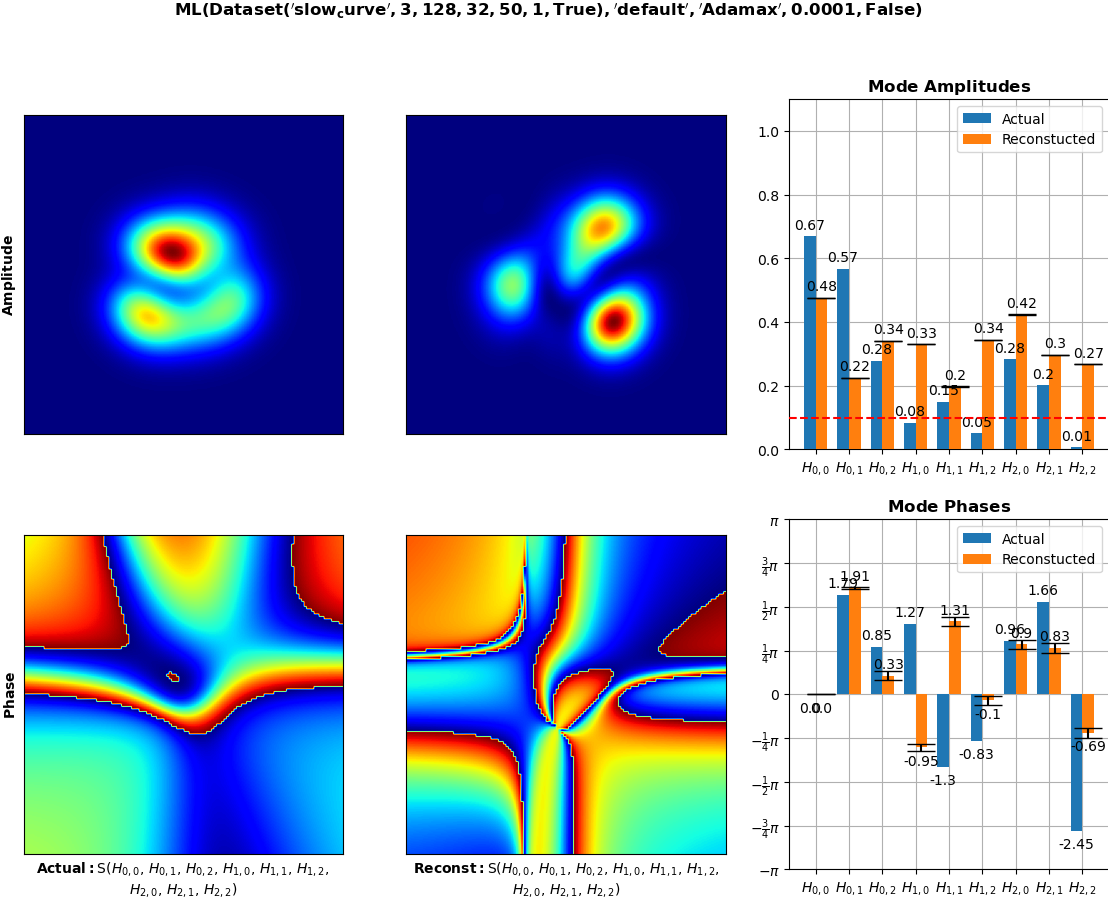 ML(Dataset('slow_curve', 3, 128, 32, 50, 1, True), 'default', 'Adamax', 0.0001, False)
Amplitude
Mode Amplitudes
Actual
Reconstucted
1.0
0.8
0.6
0.4
0.2
0.0
0.67
0.48
0.57
0.22
0.28
0.34
0.08
0.33
0.15
0.2
0.05
0.34
0.28
0.42
0.2
0.3
0.01
0.27
H0,0 H0,1 H0,2 H1,0 H1,1 H1,2 H2,0 H2,1 H2,2
Phase
Actual:S(H0,0, H0,1, H0,2, H1,0, H1,1, H1,2,
H2,0, H2,1, H2,2)
Reconst:S(H0,0, H0,1, H0,2, H1,0, H1,1, H1,2,
H2,0, H2,1, H2,2)
Mode Phases
Actual
Reconstucted
π
3/4π
1/2π
1/4π
0
−1/4π
−1/2π
−3/4π
−π
0.0
0.0
1.79
1.91
0.85
0.33
1.27
-0.95
-1.3
1.31
-0.83
-0.1
0.96
0.9
1.66
0.83
-2.45
-0.69
H0,0 H0,1 H0,2 H1,0 H1,1 H1,2 H2,0 H2,1 H2,2